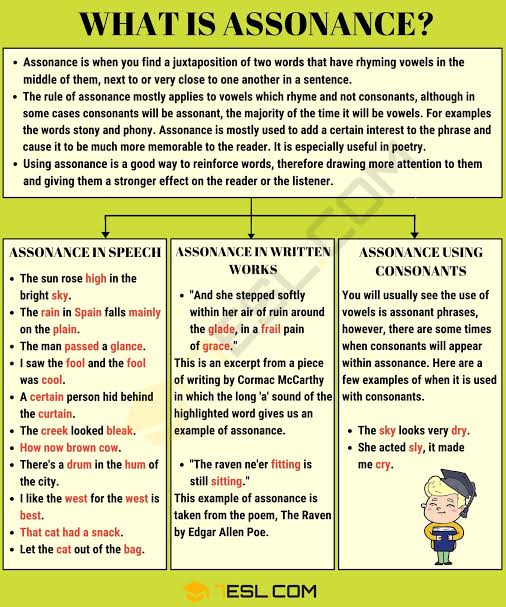 WHAT IS ASSONANCE?
• Assonance is when you find a juxtaposition of two words that have rhyming vowels in the
middle of them, next to or very close to one another in a sentence.
• The rule of assonance mostly applies to vowels which rhyme and not consonants, although in
some cases consonants will be assonant, the majority of the time it will be vowels. For examples
the words stony and phony. Assonance is mostly used to add a certain interest to the phrase and
cause it to be much more memorable to the reader. It is especially useful in poetry.
• Using assonance is a good way to reinforce words, therefore drawing more attention to them
and giving them a stronger effect on the reader or the listener.
ASSONANCE IN SPEECH
• The sun rose high in the
bright sky.
• The rain in Spain falls mainly
on the plain.
• The man passed a glance.
• I saw the fool and the fool
was cool.
• A certain person hid behind
the curtain.
• The creek looked bleak.
• How now brown cow.
• There's a drum in the hum of
the city.
• I like the west for the west is
best.
• That cat had a snack.
• Let the cat out of the bag.
ASSONANCE IN WRITTEN
WORKS
• "And she stepped softly
within her air of ruin around
the glade, in a frail pain
of grace."
This is an excerpt from a piece
of writing by Cormac McCarthy
in which the long 'a' sound of the
highlighted word gives us an
example of assonance.
• "The raven ne'er fitting is
still sitting."
This example of assonance is
taken from the poem, The Raven
by Edgar Allen Poe.
ASSONANCE USING
CONSONANTS
You will usually see the use of
vowels is assonant phrases,
however, there are some times
when consonants will appear
within assonance. Here are a
few examples of when it is used
with consonants.
• The sky looks very dry.
• She acted sly, it made
me cry.
7ESL.COM
7ESL.COM